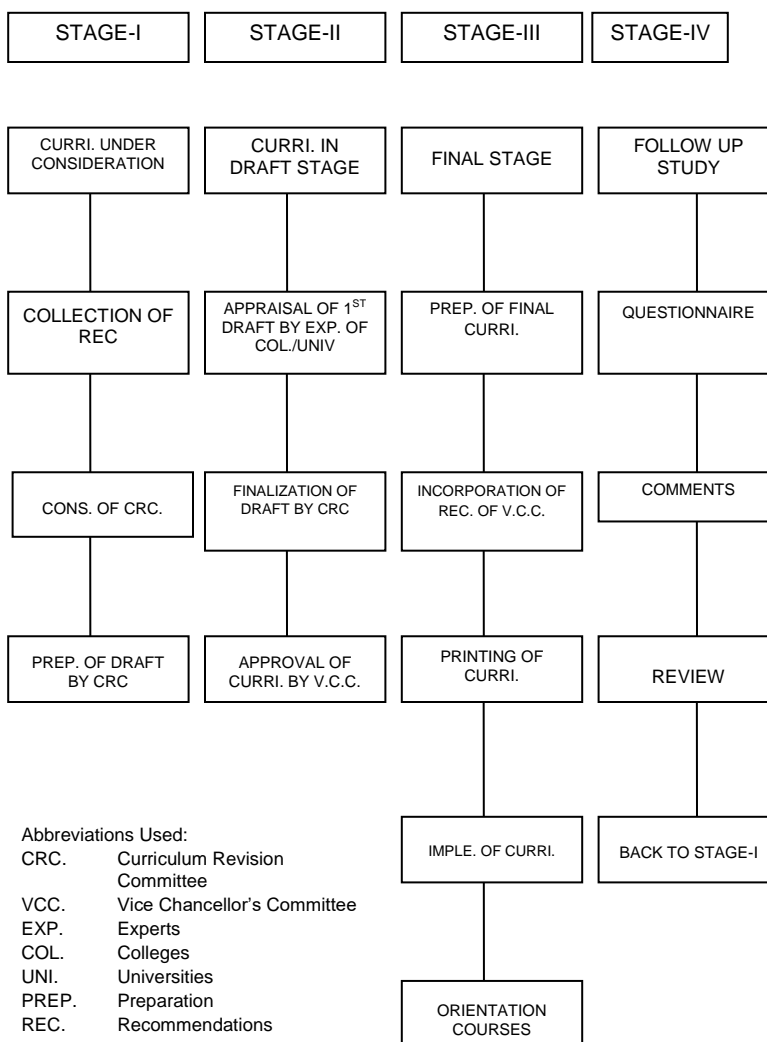 STAGE-I
STAGE-II
STAGE-III
STAGE-IV
CURRI. UNDER
CONSIDERATION
CURRI. IN
DRAFT STAGE
FINAL STAGE
FOLLOW UP
STUDY
COLLECTION OF
REC
APPRAISAL OF 1ST
DRAFT BY EXP. OF
COL./UNIV
PREP. OF FINAL
CURRI.
QUESTIONNAIRE
CONS. OF CRC.
FINALIZATION OF
DRAFT BY CRC
INCORPORATION OF
REC. OF V.C.C.
COMMENTS
PREP. OF DRAFT
BY CRC
APPROVAL OF
CURRI. BY V.C.C.
PRINTING OF
CURRI.
REVIEW
IMPLE. OF CURRI.
BACK TO STAGE-I
ORIENTATION
COURSES
Abbreviations Used:
CRC. Curriculum Revision
Committee
VCC. Vice Chancellor's Committee
EXP. Experts
COL. Colleges
UNI. Universities
PREP. Preparation
REC. Recommendations